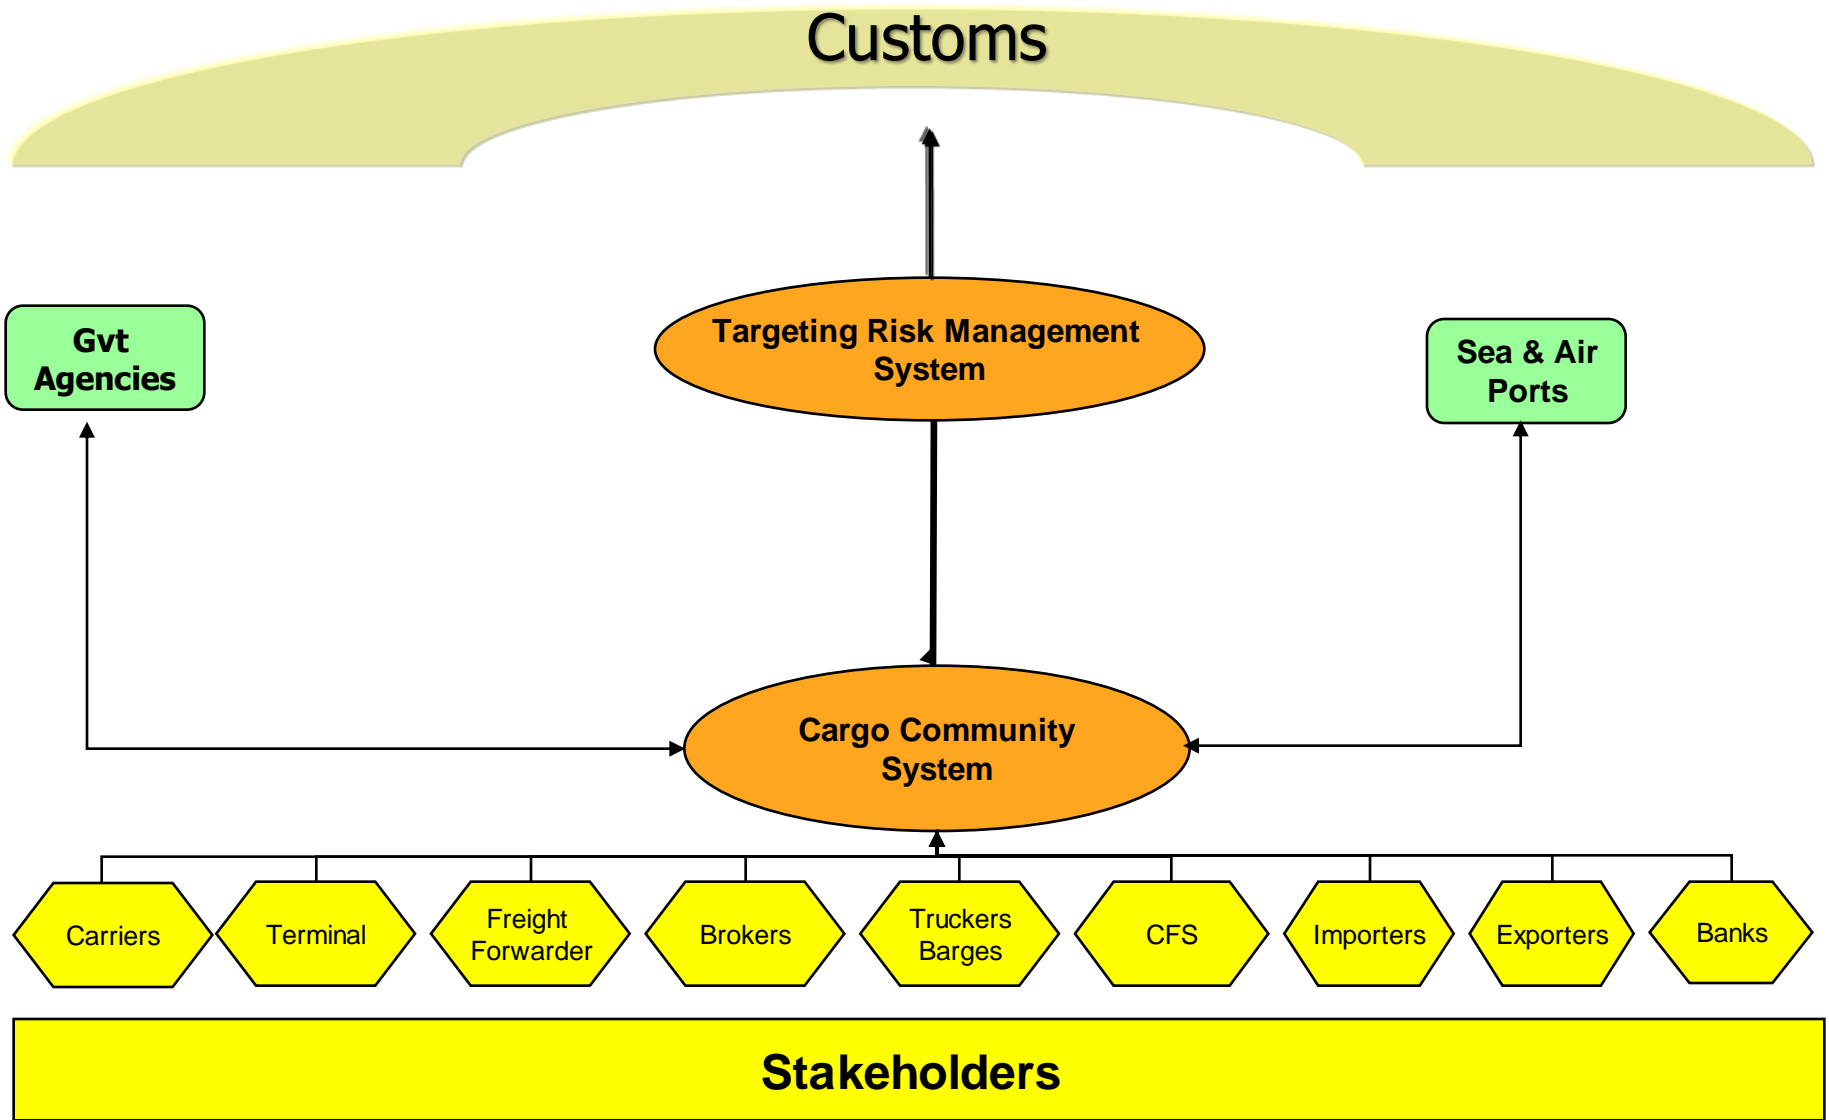 Customs
Gvt
Agencies
Targeting Risk Management
System
Sea & Air
Ports
Cargo Community
System
Carriers
Terminal
Freight
Forwarder
Brokers
Truckers
Barges
CFS
Importers
Exporters
Banks
Stakeholders